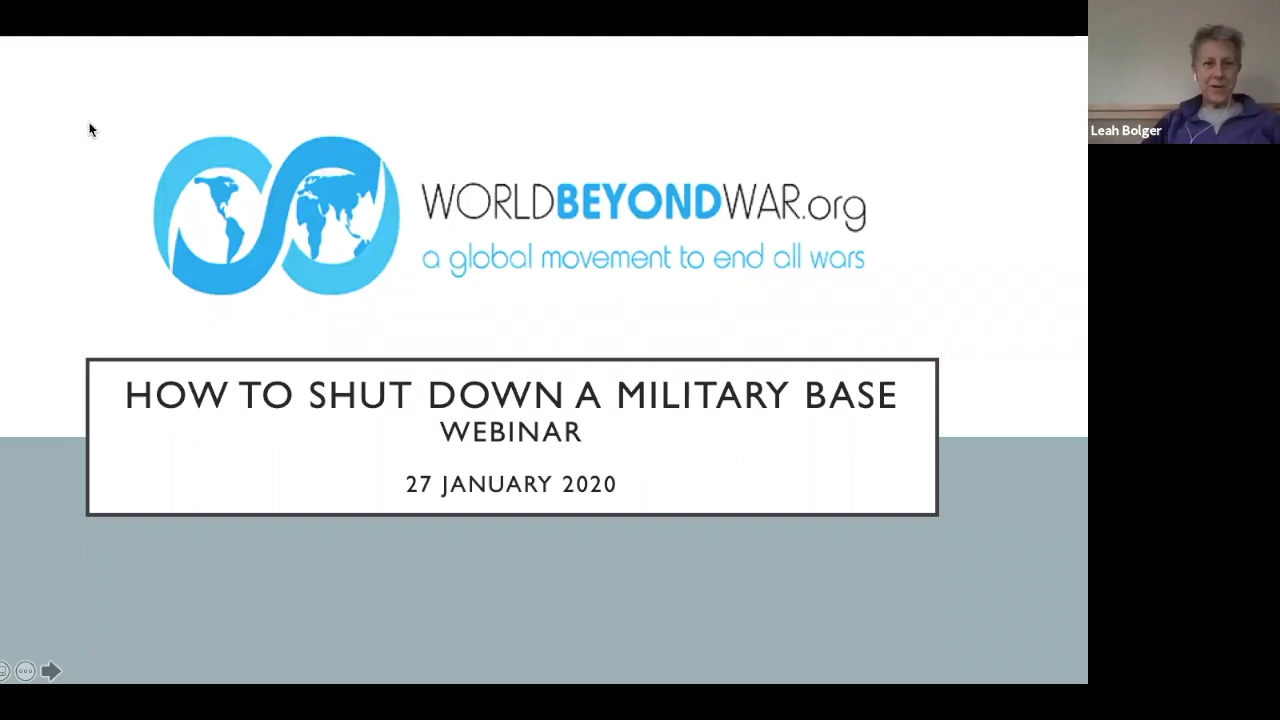 WORLDBEYONDWAR.org
a global movement to end all wars
HOW TO SHUT DOWN A MILITARY BASE
WEBINAR
27 JANUARY 2020
Leah Bolger